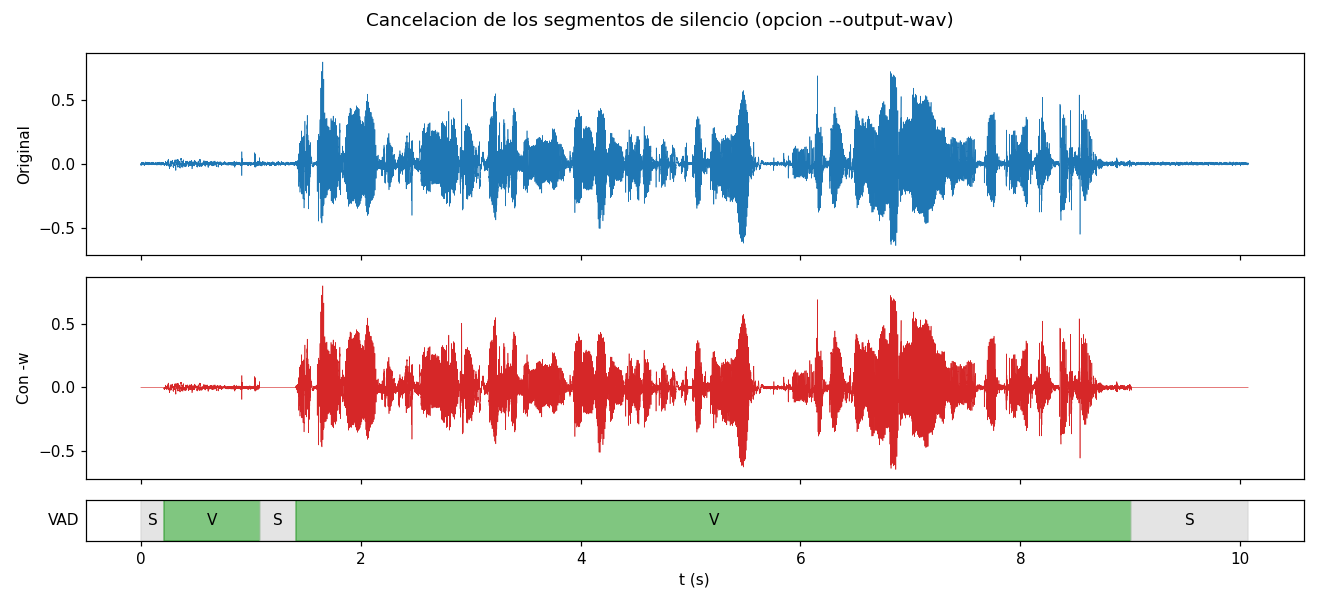 Cancelacion de los segmentos de silencio (opcion --output-wav)
Original
0.5
0.0
−0.5
Con -w
0.5
0.0
−0.5
VAD
S V S V S
0 2 4 6 8 10
t (s)